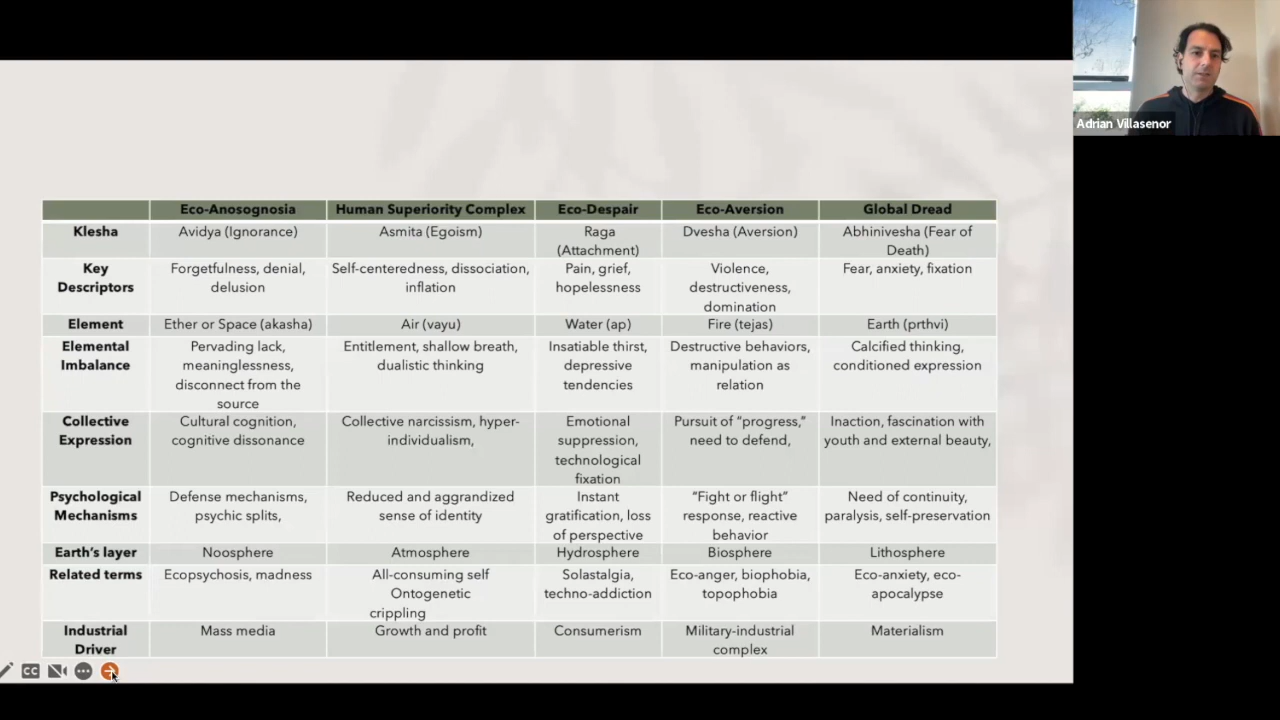 Adrian Villasenor
Eco-Anosognosia Human Superiority Complex Eco-Despair Eco-Aversion Global Dread
Klesha Avidya (Ignorance) Asmita (Egoism) Raga (Attachment) Dvesha (Aversion) Abhinivesha (Fear of Death)
Key Descriptors Forgetfulness, denial, delusion Self-centeredness, dissociation, inflation Pain, grief, hopelessness Violence, destructiveness, domination Fear, anxiety, fixation
Element Ether or Space (akasha) Air (vayu) Water (ap) Fire (tejas) Earth (prthvi)
Elemental Imbalance Pervading lack, meaninglessness, disconnect from the source Entitlement, shallow breath, dualistic thinking Insatiable thirst, depressive tendencies Destructive behaviors, manipulation as relation Calcified thinking, conditioned expression
Collective Expression Cultural cognition, cognitive dissonance Collective narcissism, hyper-individualism, Emotional suppression, technological fixation Pursuit of “progress,” need to defend, Inaction, fascination with youth and external beauty,
Psychological Mechanisms Defense mechanisms, psychic splits, Reduced and aggrandized sense of identity Instant gratification, loss of perspective “Fight or flight” response, reactive behavior Need of continuity, paralysis, self-preservation
Earth’s layer Noosphere Atmosphere Hydrosphere Biosphere Lithosphere
Related terms Ecopsychosis, madness All-consuming self Ontogenetic crippling Solastalgia, techno-addiction Eco-anger, biophobia, topophobia Eco-anxiety, eco-apocalypse
Industrial Driver Mass media Growth and profit Consumerism Military-industrial complex Materialism
CC